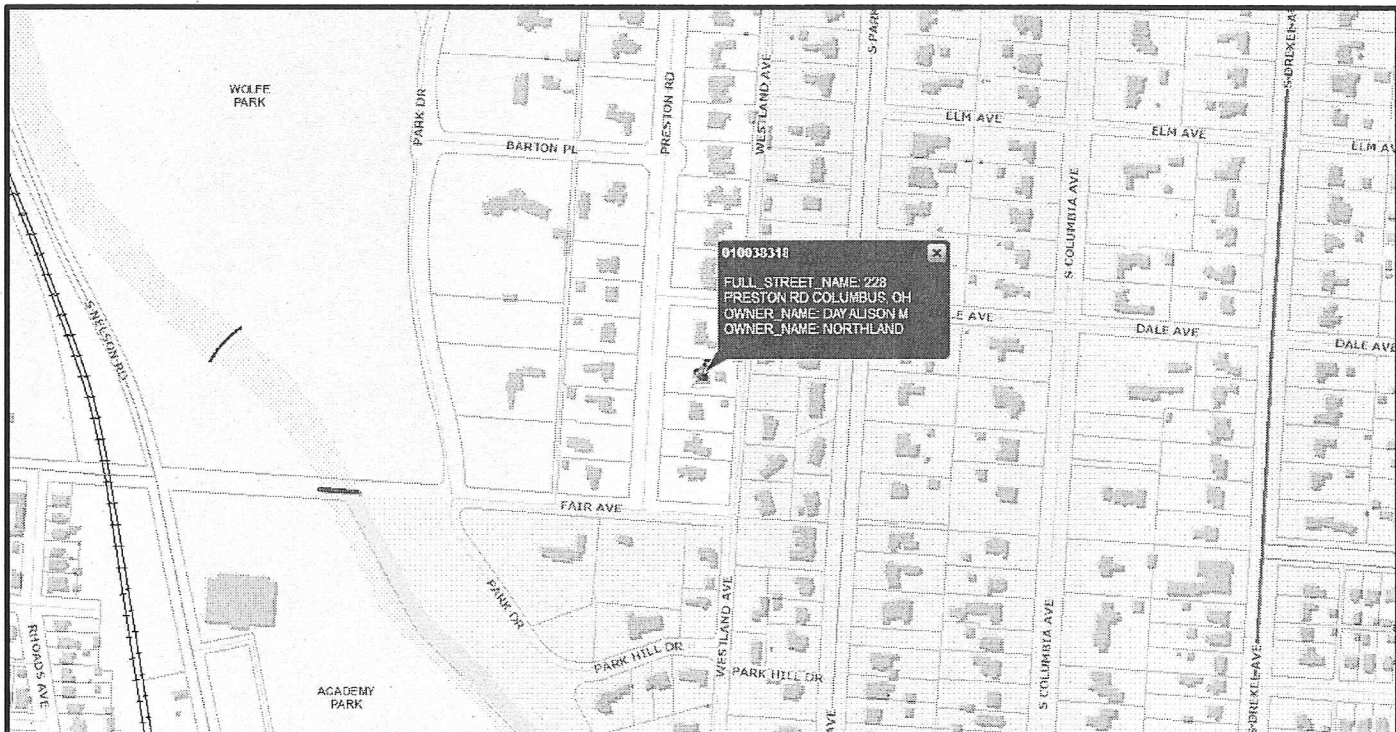 WOLFE
PARK
PARK DR
PRESTON RD
WESTLAND AVE
S PARK
S DREXEL A
ELM AVE
ELM AVE
ELM AV
BARTON PL
S COLUMBIA AVE
010038318
FULL_STREET_NAME: 228
PRESTON RD COLUMBUS, OH
OWNER_NAME: DAY ALISON M
OWNER_NAME: NORTHLAND
LE AVE
DALE AVE
DALE AVE
S NELSON RD
FAIR AVE
PARK DR
WESTLAND AVE
PARK HILL DR
PARK HILL DR
S COLUMBIA AVE
S DREXEL AVE
RHOADS AVE
ACADEMY
PARK
AVE